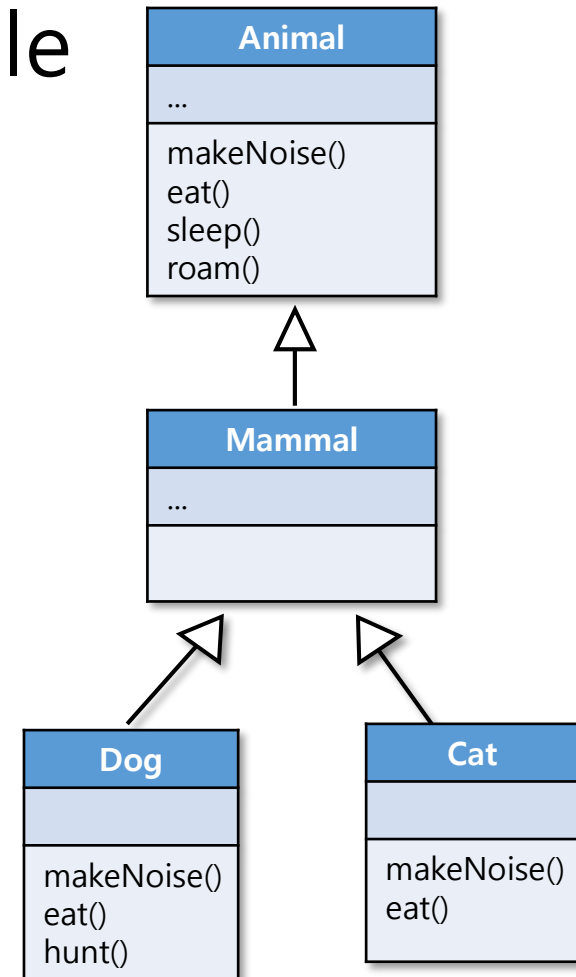 le
Animal
...
makeNoise()
eat()
sleep()
roam()
Mammal
...
Dog
makeNoise()
eat()
hunt()
Cat
makeNoise()
eat()